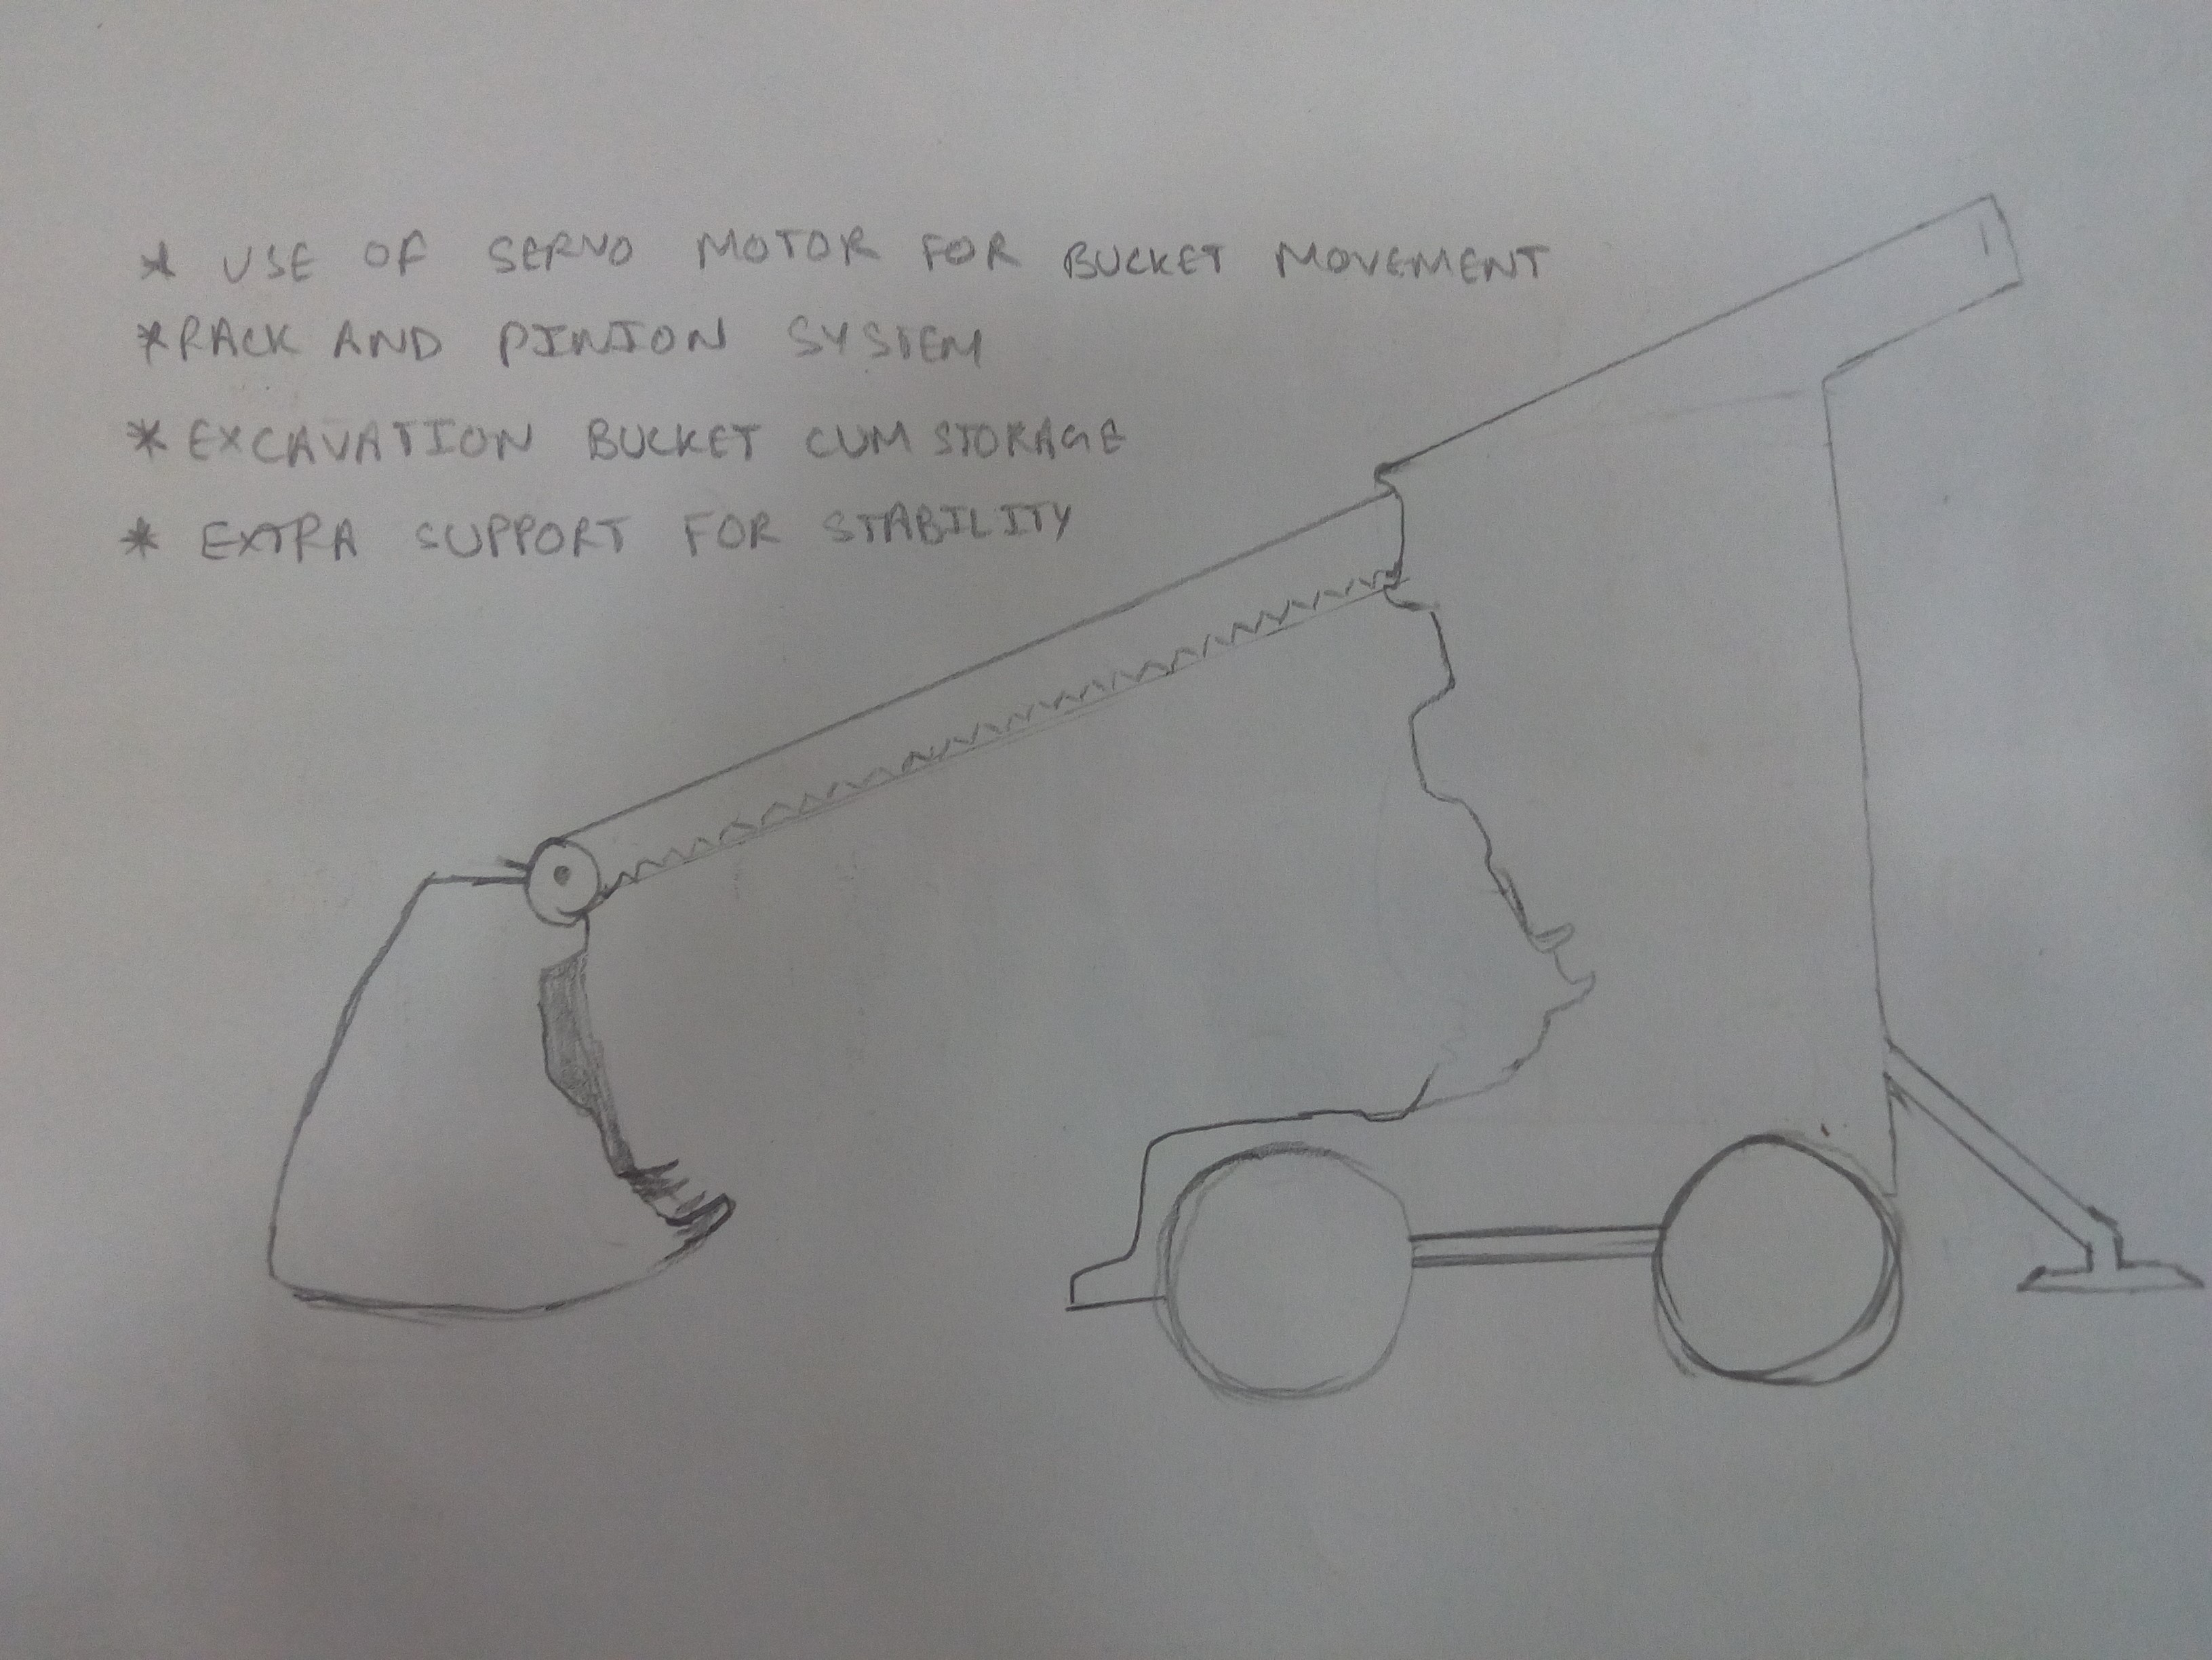 * USE OF SERVO MOTOR FOR BUCKET MOVEMENT
* RACK AND PINION SYSTEM
* EXCAVATION BUCKET CUM STORAGE
* EXTRA SUPPORT FOR STABILITY